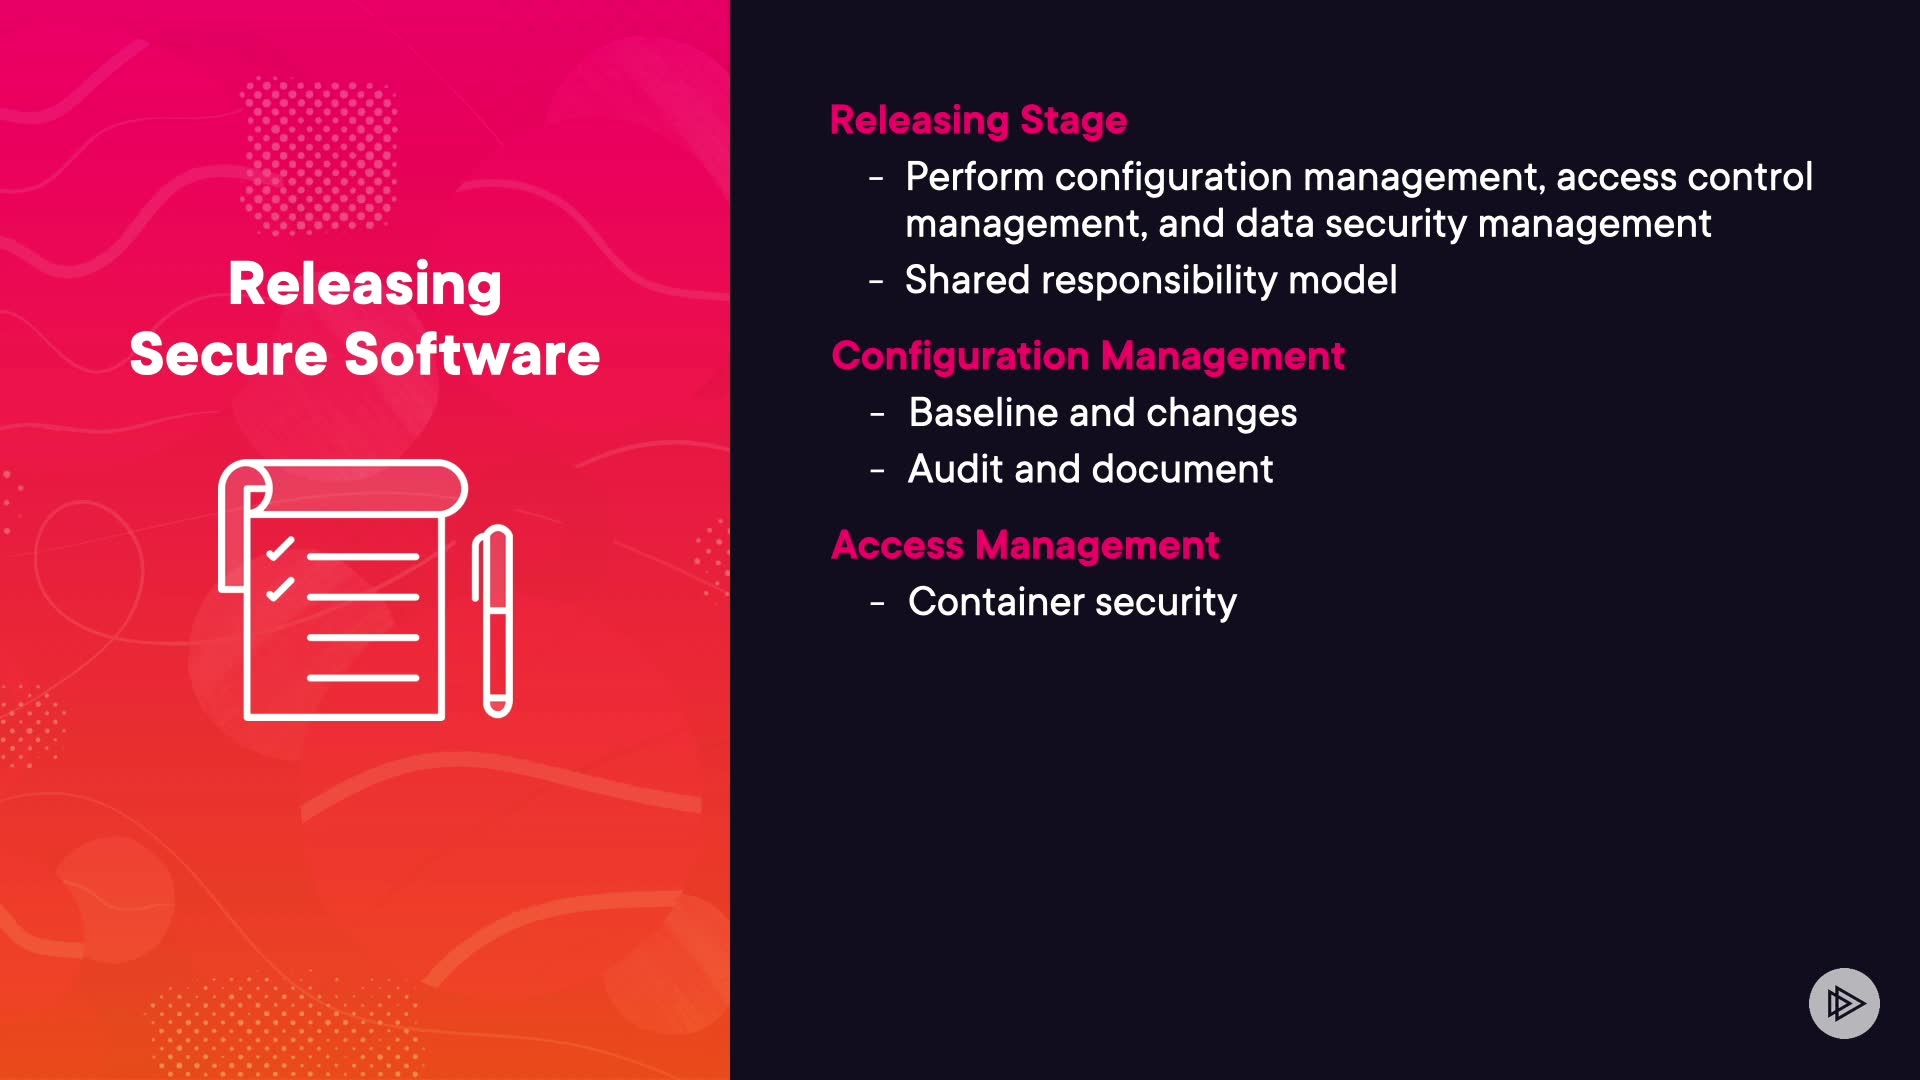 Releasing
Secure Software
Releasing Stage
- Perform configuration management, access control
management, and data security management
- Shared responsibility model
Configuration Management
- Baseline and changes
- Audit and document
Access Management
- Container security